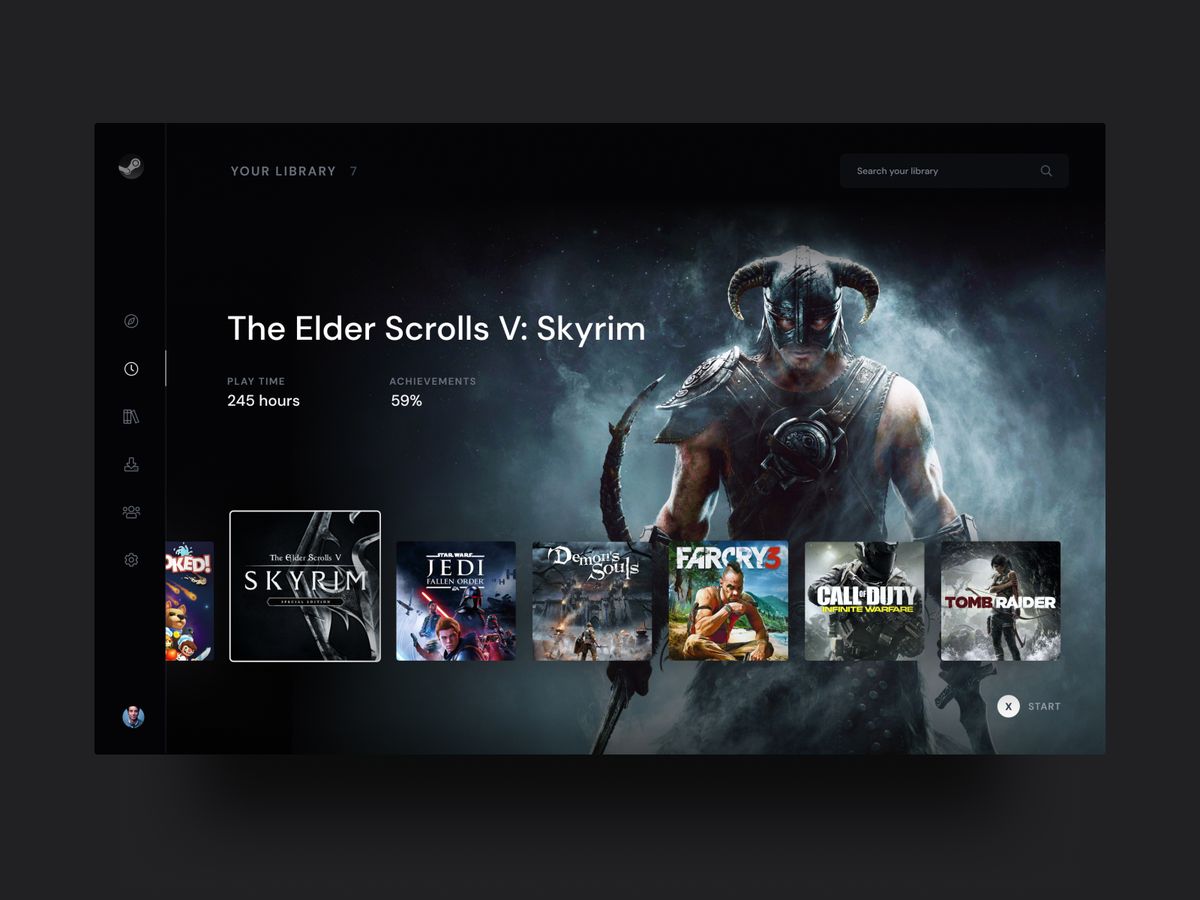 YOUR LIBRARY 7
Search your library
The Elder Scrolls V: Skyrim
PLAY TIME
245 hours
ACHIEVEMENTS
59%
OKED!
The Elder Scrolls V
SKYRIM
SPECIAL EDITION
STAR WARS
JEDI
FALLEN ORDER
EA
Demon's
Souls
FARCRY3
CALL OF DUTY
INFINITE WARFARE
TOMB RAIDER
X START